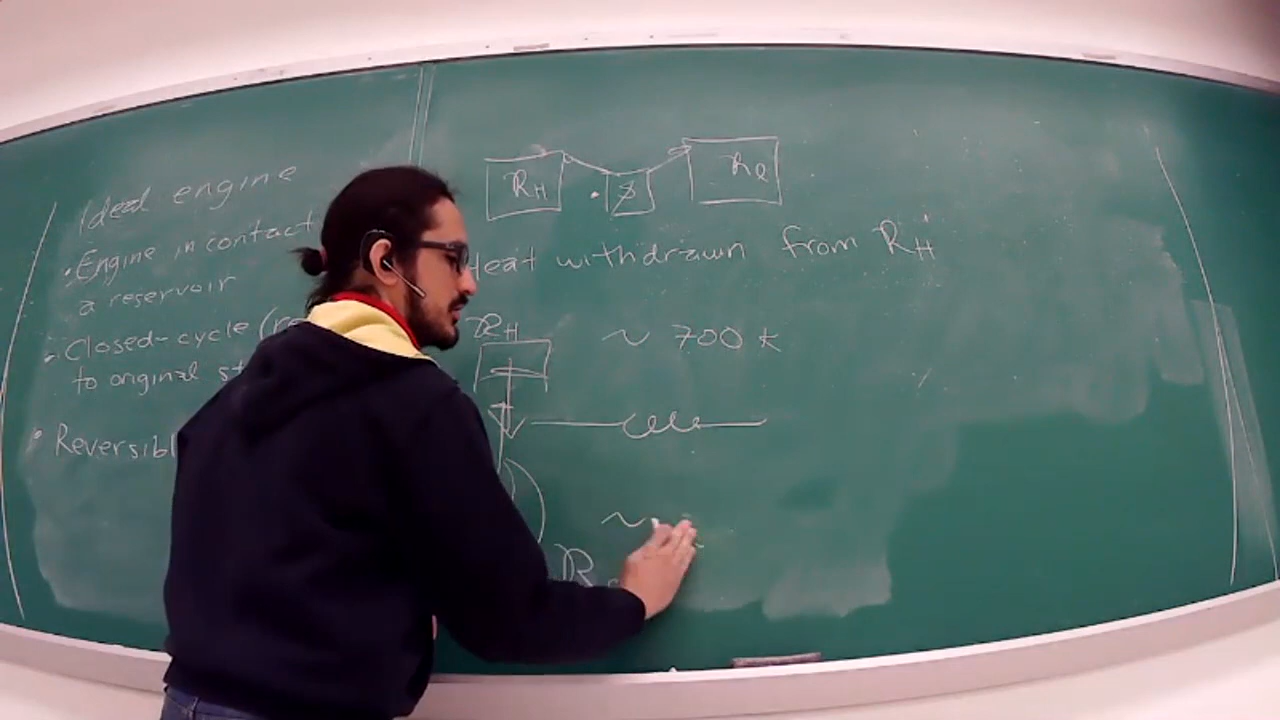 Ideal engine
• Engine in contact
a reservoir
• Closed-cycle (re
to original st
• Reversibl
R_H
R_l
Heat withdrawn from R_H
R_H
~ 700 K
~
R